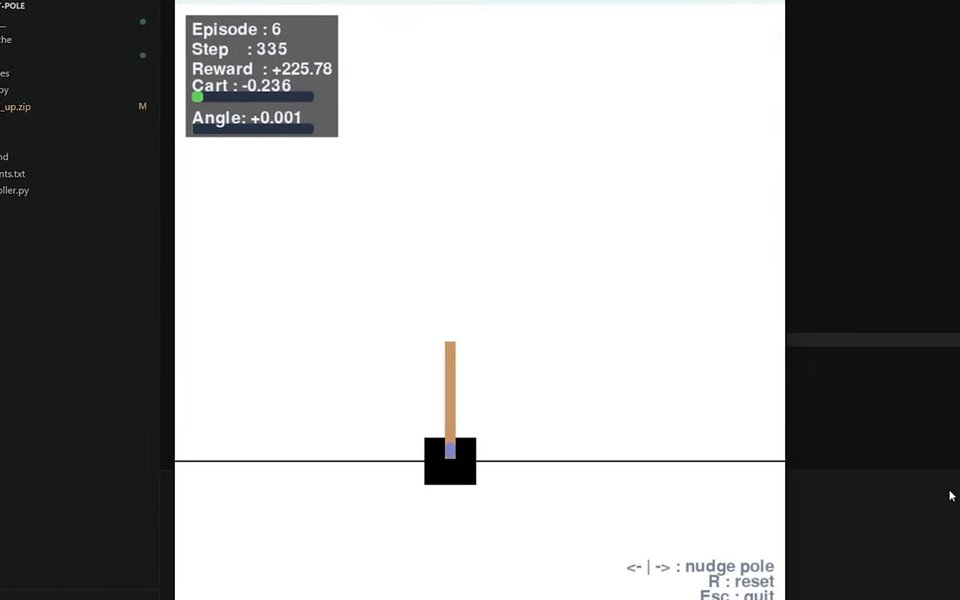 T-POLE
Episode : 6
Step : 335
Reward : +225.78
Cart : -0.236
Angle: +0.001
he
es
py
_up.zip
M
nd
nts.txt
oller.py
<- | -> : nudge pole
R : reset
Esc : quit